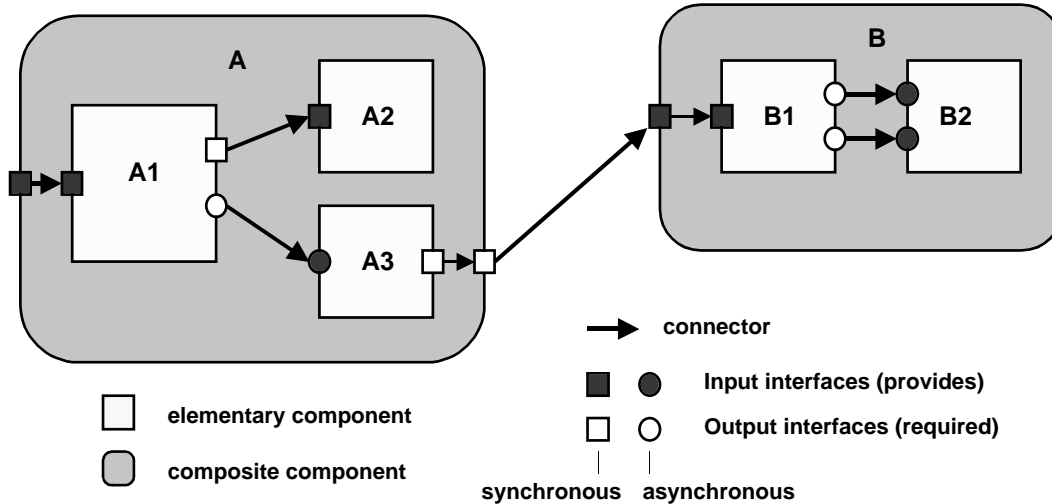 A
B
A1
A2
A3
B1
B2
connector
Input interfaces (provides)
Output interfaces (required)
elementary component
composite component
synchronous
asynchronous